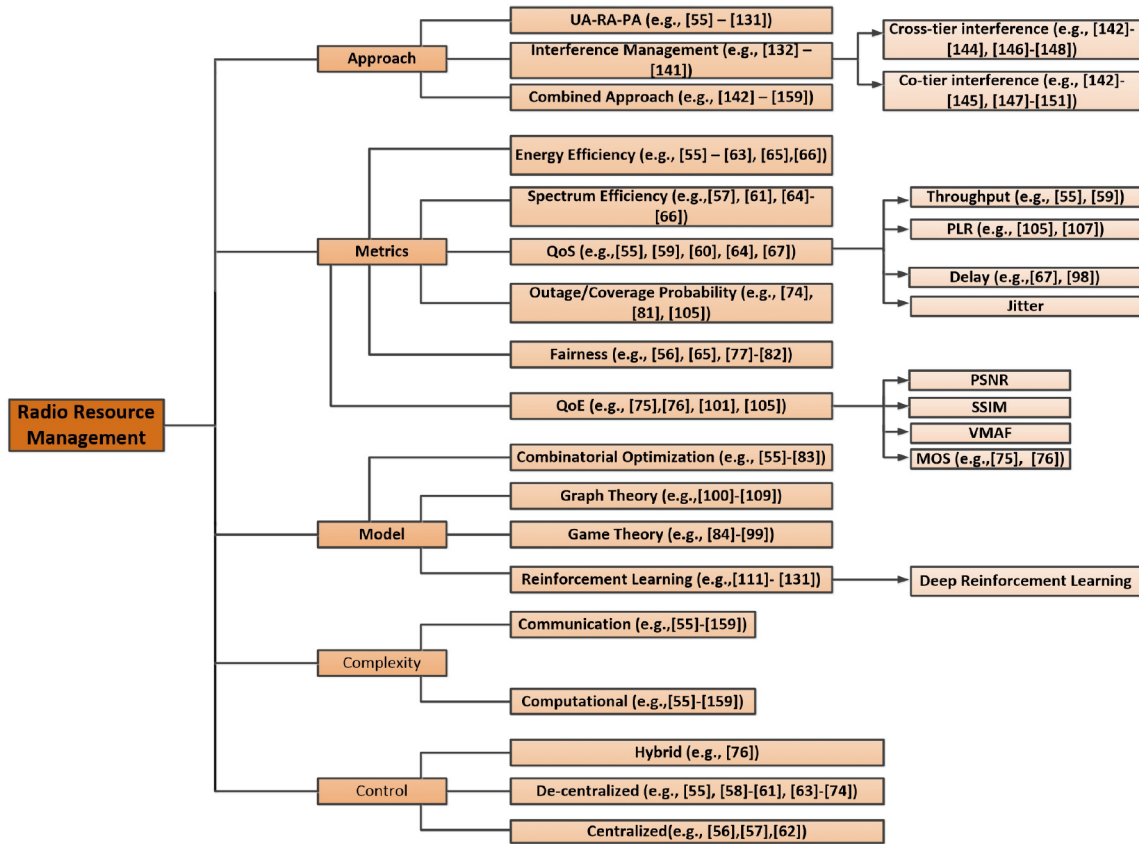 UA-RA-PA (e.g., [55] – [131])
Approach
Interference Management (e.g., [132] –
[141])
Combined Approach (e.g., [142] – [159])
Cross-tier interference (e.g., [142]-
[144], [146]-[148])
Co-tier interference (e.g., [142]-
[145], [147]-[151])
Energy Efficiency (e.g., [55] – [63], [65],[66])
Spectrum Efficiency (e.g.,[57], [61], [64]-
[66])
Metrics
QoS (e.g.,[55], [59], [60], [64], [67])
Outage/Coverage Probability (e.g., [74],
[81], [105])
Fairness (e.g., [56], [65], [77]-[82])
QoE (e.g., [75],[76], [101], [105])
Throughput (e.g., [55], [59])
PLR (e.g., [105], [107])
Delay (e.g.,[67], [98])
Jitter
PSNR
SSIM
VMAF
MOS (e.g.,[75], [76])
Radio Resource
Management
Combinatorial Optimization (e.g., [55]-[83])
Graph Theory (e.g.,[100]-[109])
Model
Game Theory (e.g., [84]-[99])
Reinforcement Learning (e.g.,[111]- [131])
Deep Reinforcement Learning
Communication (e.g.,[55]-[159])
Complexity
Computational (e.g.,[55]-[159])
Hybrid (e.g., [76])
Control
De-centralized (e.g., [55], [58]-[61], [63]-[74])
Centralized(e.g., [56],[57],[62])